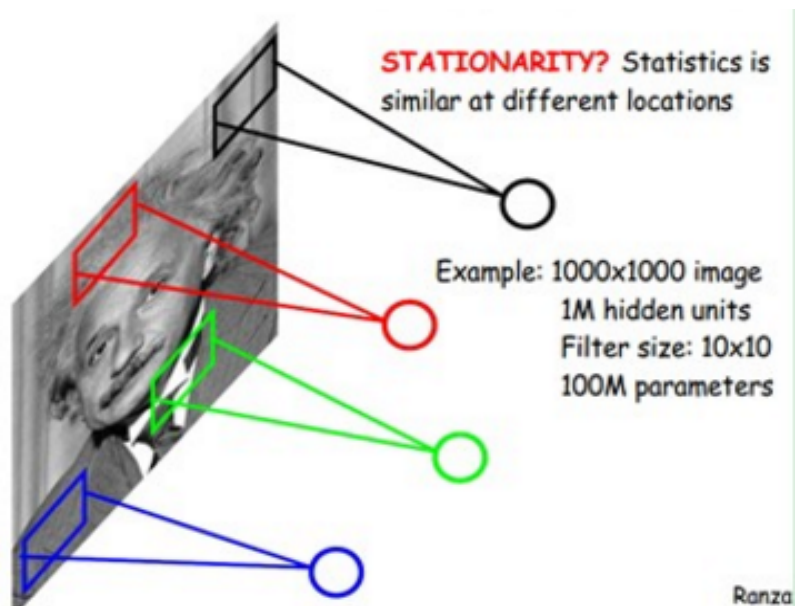 STATIONARITY? Statistics is
similar at different locations
Example: 1000x1000 image
1M hidden units
Filter size: 10x10
100M parameters
Ranza